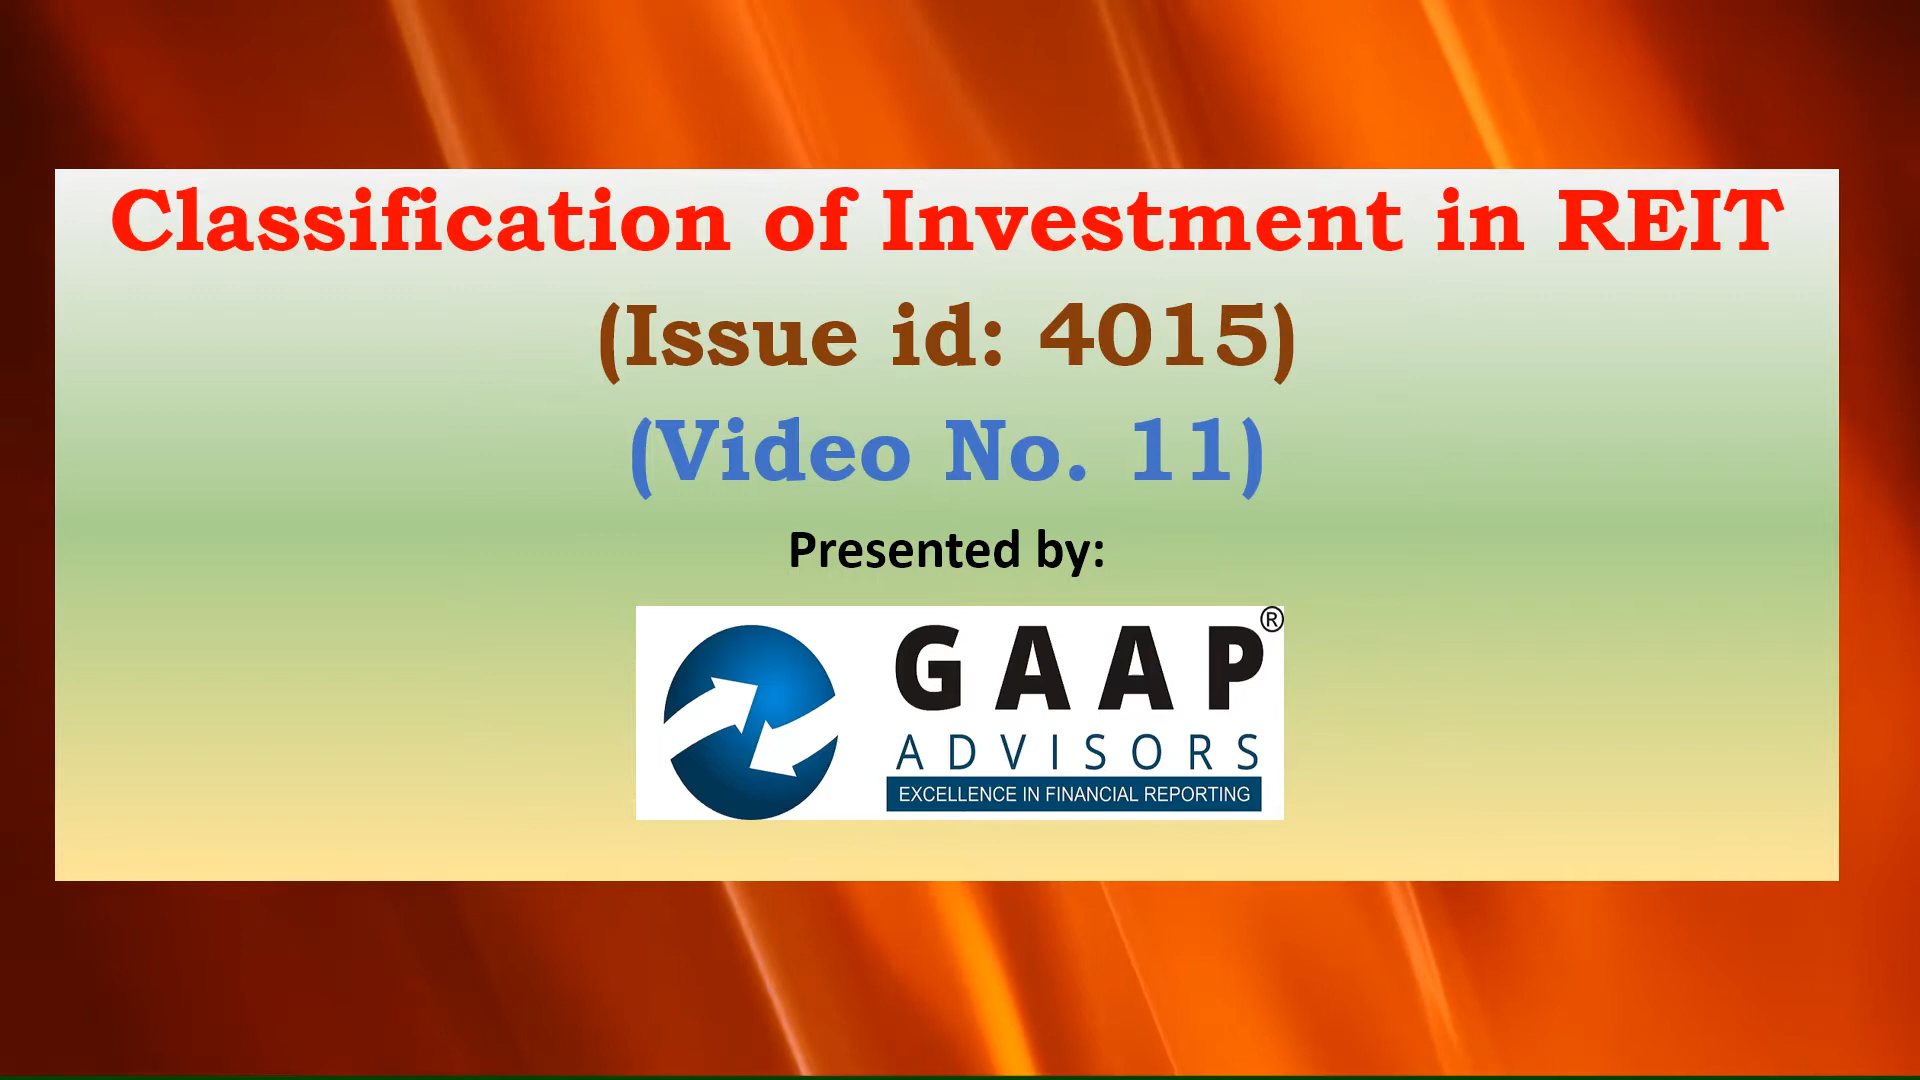 Classification of Investment in REIT
(Issue id: 4015)
(Video No. 11)
Presented by:
GAAP®
ADVISORS
EXCELLENCE IN FINANCIAL REPORTING